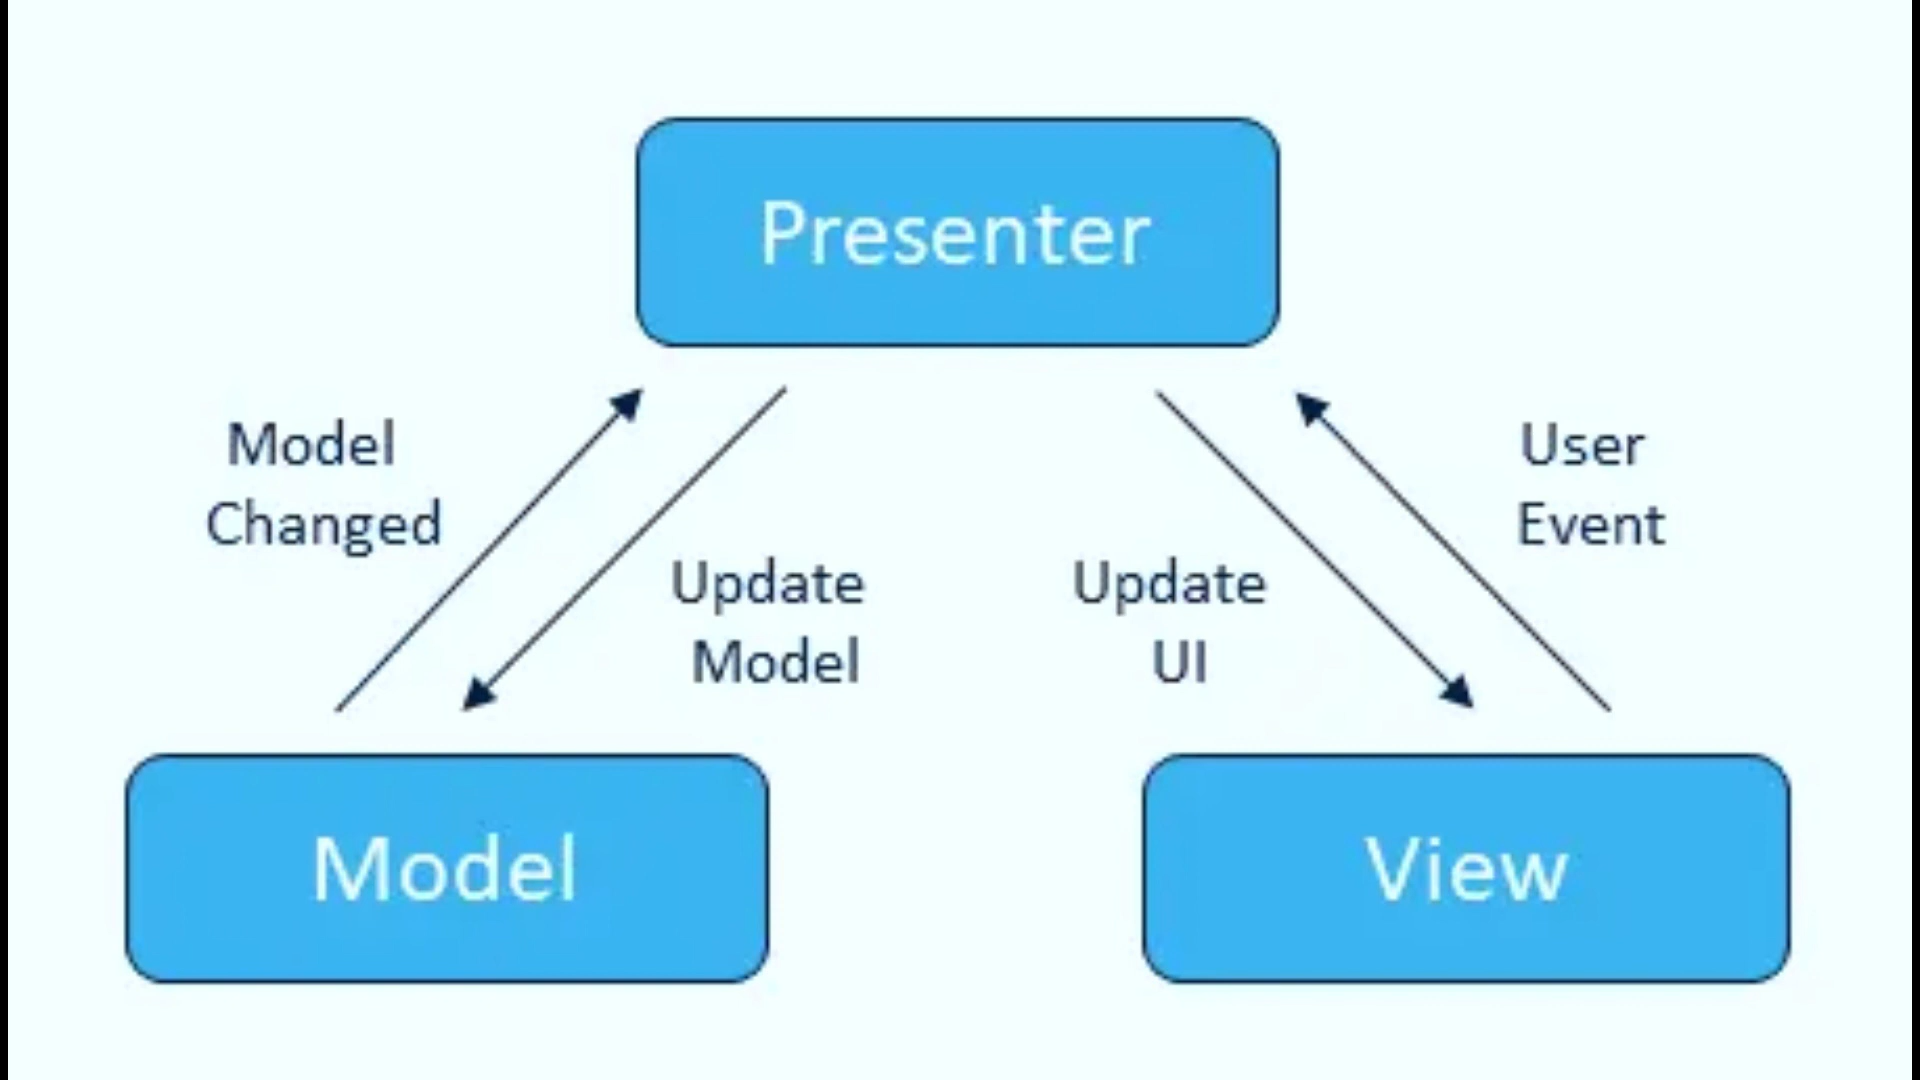 Presenter
Model
Changed
Update
Model
Update
UI
User
Event
Model
View